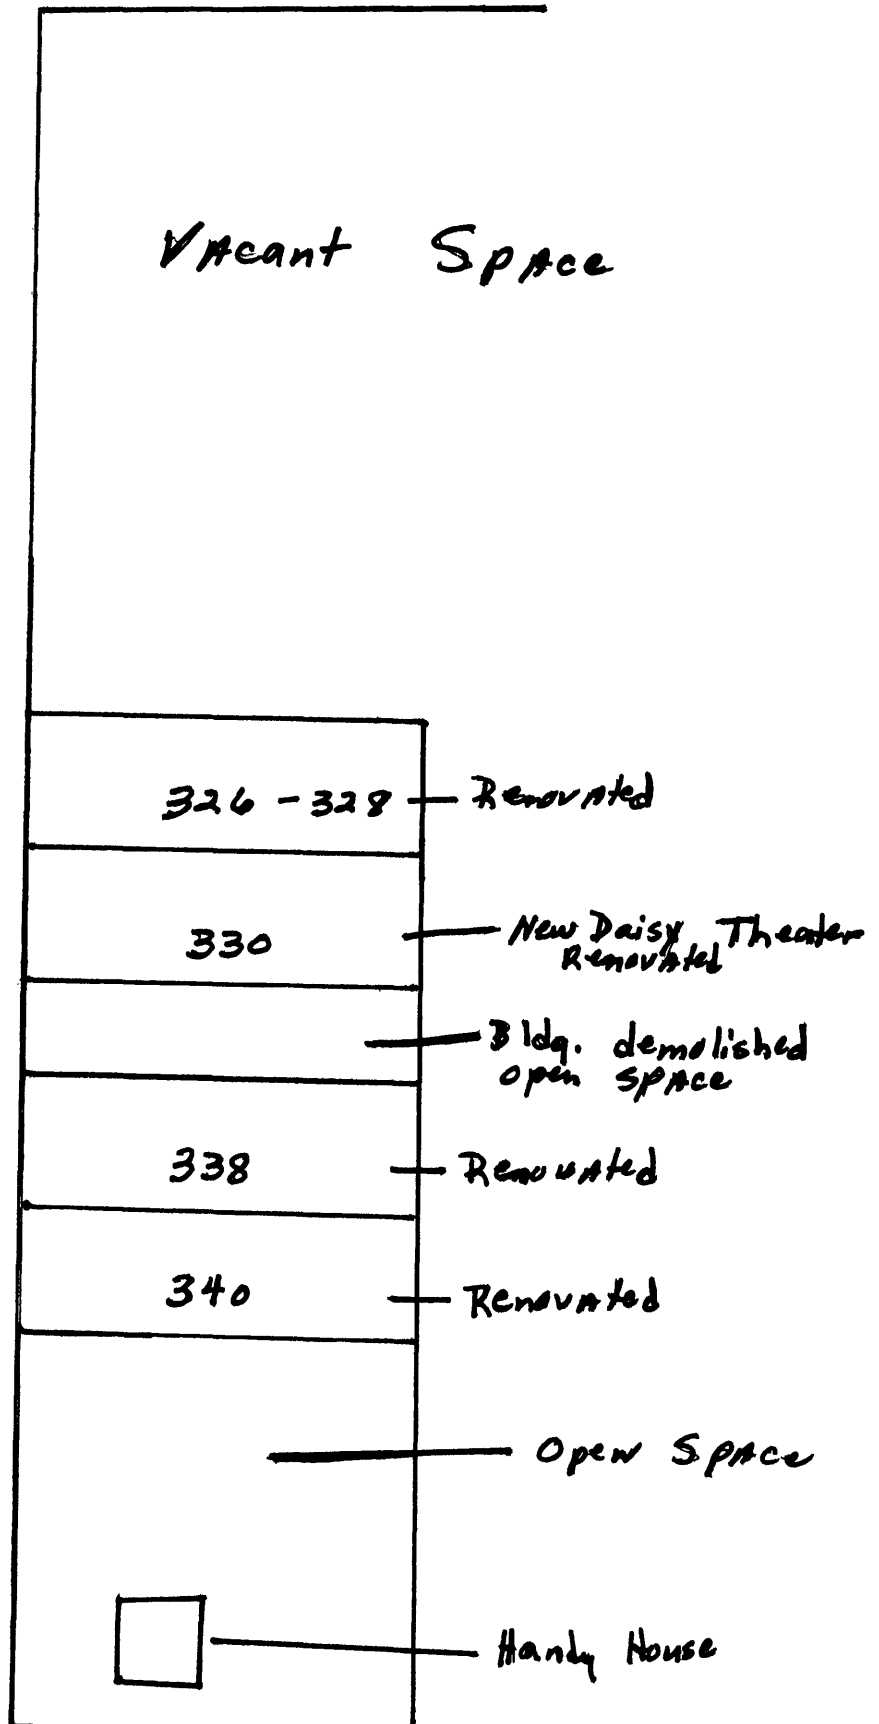 Vacant Space
326 - 328 Renovated
330 New Daisy Theater
Renovated
Bldg. demolished
open space
338 Renovated
340 Renovated
Open Space
Handy House